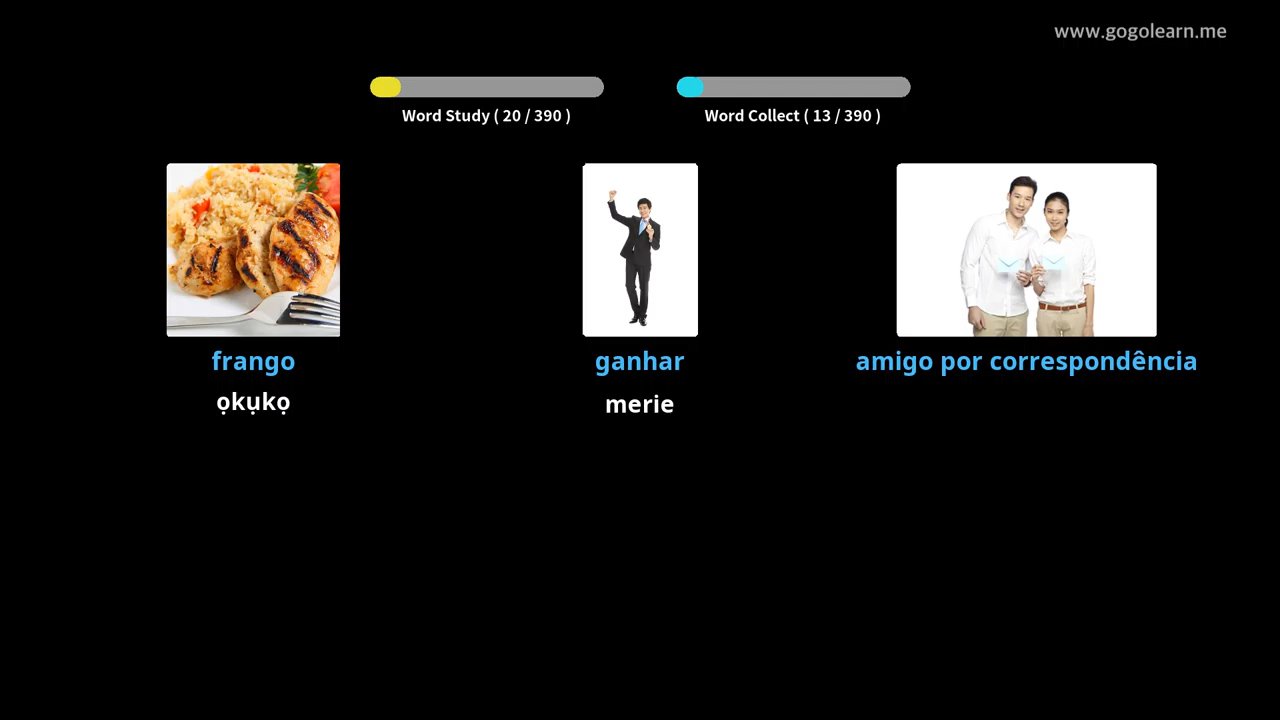 www.gogolearn.me
Word Study ( 20 / 390 )
Word Collect ( 13 / 390 )
frango
ganhar
amigo por correspondência
ọkụkọ
merie